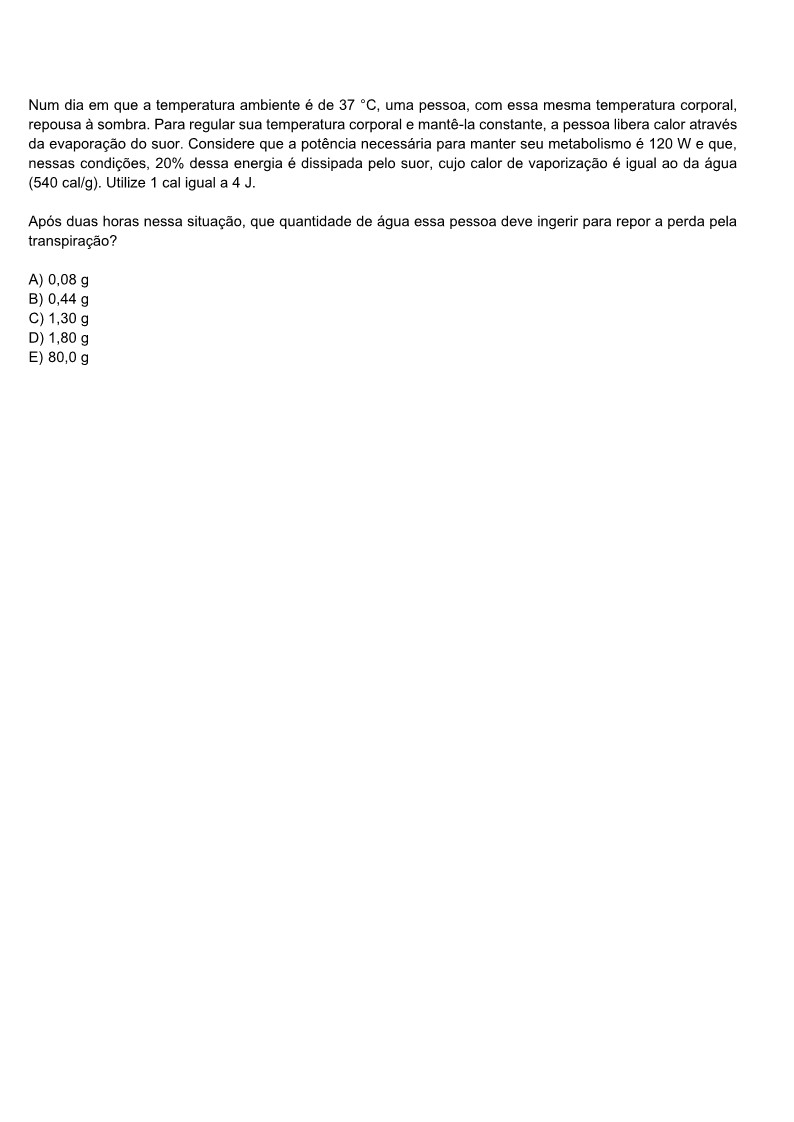 Num dia em que a temperatura ambiente é de 37 °C, uma pessoa, com essa mesma temperatura corporal,
repousa à sombra. Para regular sua temperatura corporal e mantê-la constante, a pessoa libera calor através
da evaporação do suor. Considere que a potência necessária para manter seu metabolismo é 120 W e que,
nessas condições, 20% dessa energia é dissipada pelo suor, cujo calor de vaporização é igual ao da água
(540 cal/g). Utilize 1 cal igual a 4 J.
Após duas horas nessa situação, que quantidade de água essa pessoa deve ingerir para repor a perda pela
transpiração?
A) 0,08 g
B) 0,44 g
C) 1,30 g
D) 1,80 g
E) 80,0 g